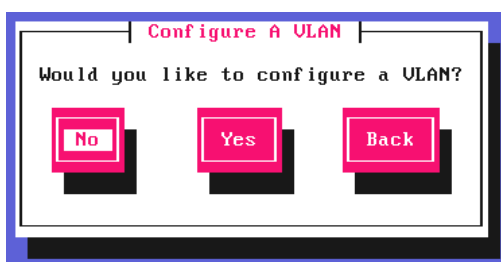 Configure A VLAN
Would you like to configure a VLAN?
No Yes Back